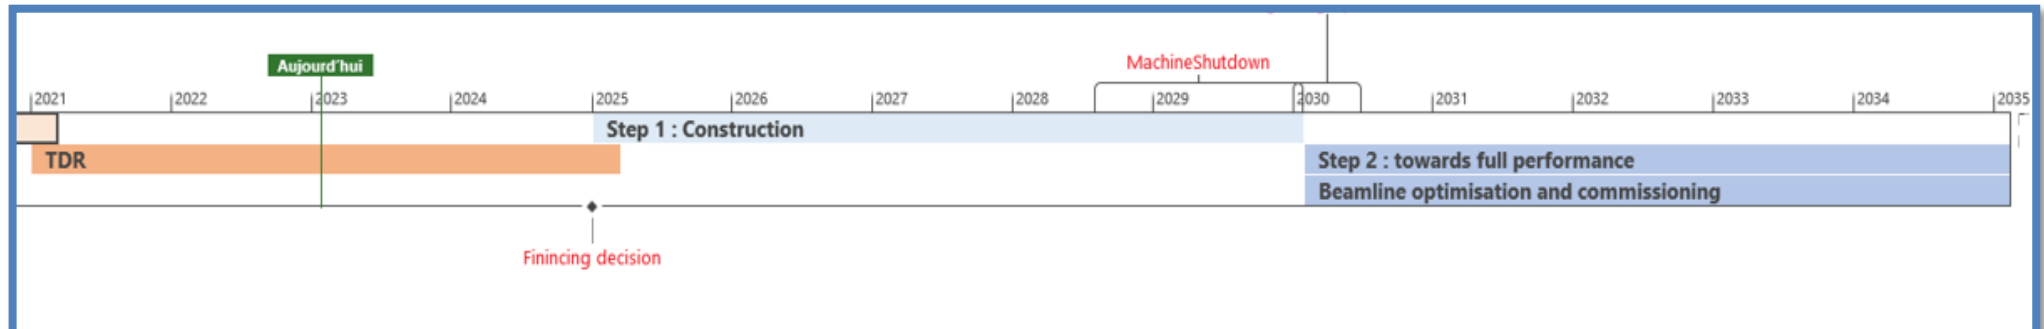 Aujourd'hui
MachineShutdown
2021 2022 2023 2024 2025 2026 2027 2028 2029 2030 2031 2032 2033 2034 2035
Step 1 : Construction
TDR
Step 2 : towards full performance
Beamline optimisation and commissioning
Finincing decision